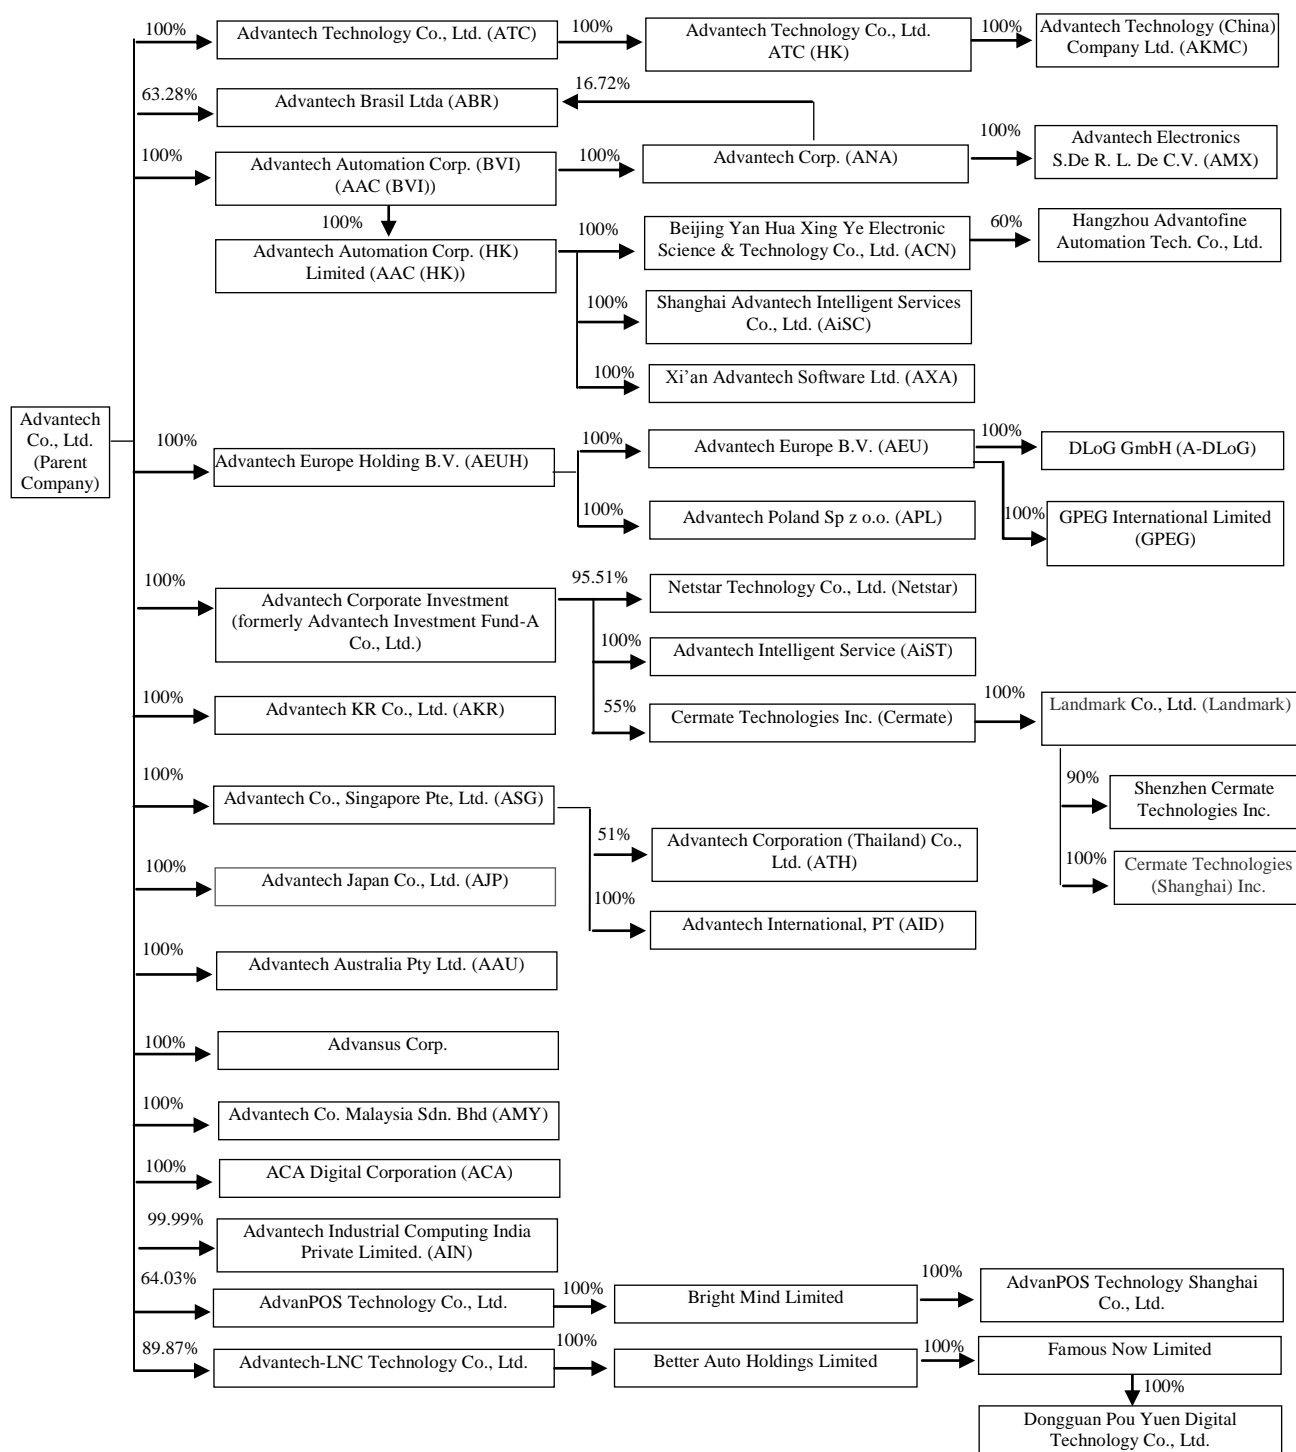 100%
Advantech Technology Co., Ltd. (ATC)
100%
Advantech Technology Co., Ltd.
ATC (HK)
100%
Advantech Technology (China)
Company Ltd. (AKMC)
63.28%
Advantech Brasil Ltda (ABR)
16.72%
100%
Advantech Automation Corp. (BVI)
(AAC (BVI))
100%
Advantech Corp. (ANA)
100%
Advantech Electronics
S.De R. L. De C.V. (AMX)
100%
Advantech Automation Corp. (HK)
Limited (AAC (HK))
100%
Beijing Yan Hua Xing Ye Electronic
Science & Technology Co., Ltd. (ACN)
60%
Hangzhou Advantofine
Automation Tech. Co., Ltd.
100%
Shanghai Advantech Intelligent Services
Co., Ltd. (AiSC)
100%
Xi’an Advantech Software Ltd. (AXA)
Advantech
Co., Ltd.
(Parent
Company)
100%
Advantech Europe Holding B.V. (AEUH)
100%
Advantech Europe B.V. (AEU)
100%
DLoG GmbH (A-DLoG)
100%
Advantech Poland Sp z o.o. (APL)
100%
GPEG International Limited
(GPEG)
100%
Advantech Corporate Investment
(formerly Advantech Investment Fund-A
Co., Ltd.)
95.51%
Netstar Technology Co., Ltd. (Netstar)
100%
Advantech Intelligent Service (AiST)
55%
Cermate Technologies Inc. (Cermate)
100%
Landmark Co., Ltd. (Landmark)
90%
Shenzhen Cermate
Technologies Inc.
100%
Cermate Technologies
(Shanghai) Inc.
100%
Advantech KR Co., Ltd. (AKR)
100%
Advantech Co., Singapore Pte, Ltd. (ASG)
51%
Advantech Corporation (Thailand) Co.,
Ltd. (ATH)
100%
Advantech International, PT (AID)
100%
Advantech Japan Co., Ltd. (AJP)
100%
Advantech Australia Pty Ltd. (AAU)
100%
Advansus Corp.
100%
Advantech Co. Malaysia Sdn. Bhd (AMY)
100%
ACA Digital Corporation (ACA)
99.99%
Advantech Industrial Computing India
Private Limited. (AIN)
64.03%
AdvanPOS Technology Co., Ltd.
100%
Bright Mind Limited
100%
AdvanPOS Technology Shanghai
Co., Ltd.
89.87%
Advantech-LNC Technology Co., Ltd.
100%
Better Auto Holdings Limited
100%
Famous Now Limited
100%
Dongguan Pou Yuen Digital
Technology Co., Ltd.